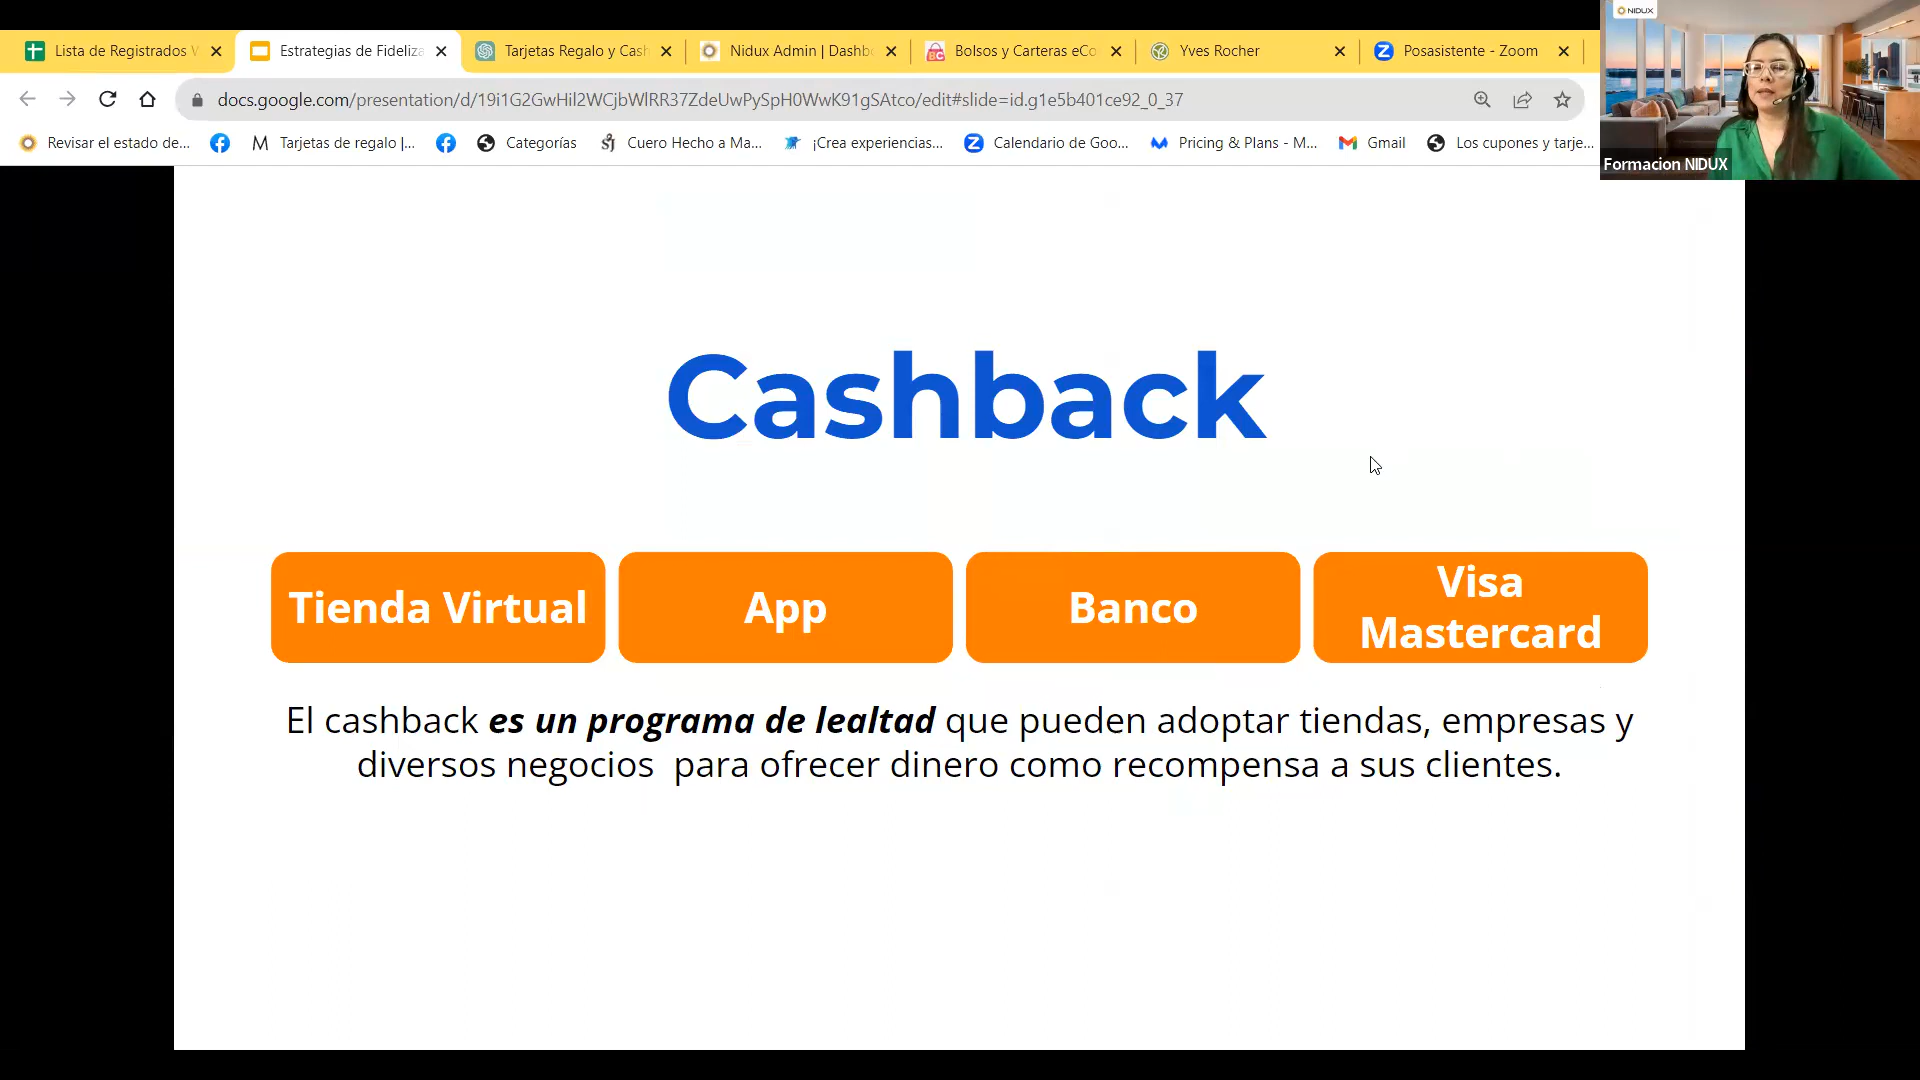 Lista de Registrados V
Estrategias de Fideliza
Tarjetas Regalo y Cash
Nidux Admin | Dashb
Bolsos y Carteras eCo
Yves Rocher
Posasistente - Zoom
NIDUX
docs.google.com/presentation/d/19i1G2GwHil2WCjbWlRR37ZdeUwPySpH0WwK91gSAtco/edit#slide=id.g1e5b401ce92_0_37
Revisar el estado de...
Tarjetas de regalo |...
Categorías
Cuero Hecho a Ma...
¡Crea experiencias...
Calendario de Goo...
Pricing & Plans - M...
Gmail
Los cupones y tarje...
Formacion NIDUX
Cashback
Tienda Virtual
App
Banco
Visa
Mastercard
El cashback es un programa de lealtad que pueden adoptar tiendas, empresas y
diversos negocios para ofrecer dinero como recompensa a sus clientes.